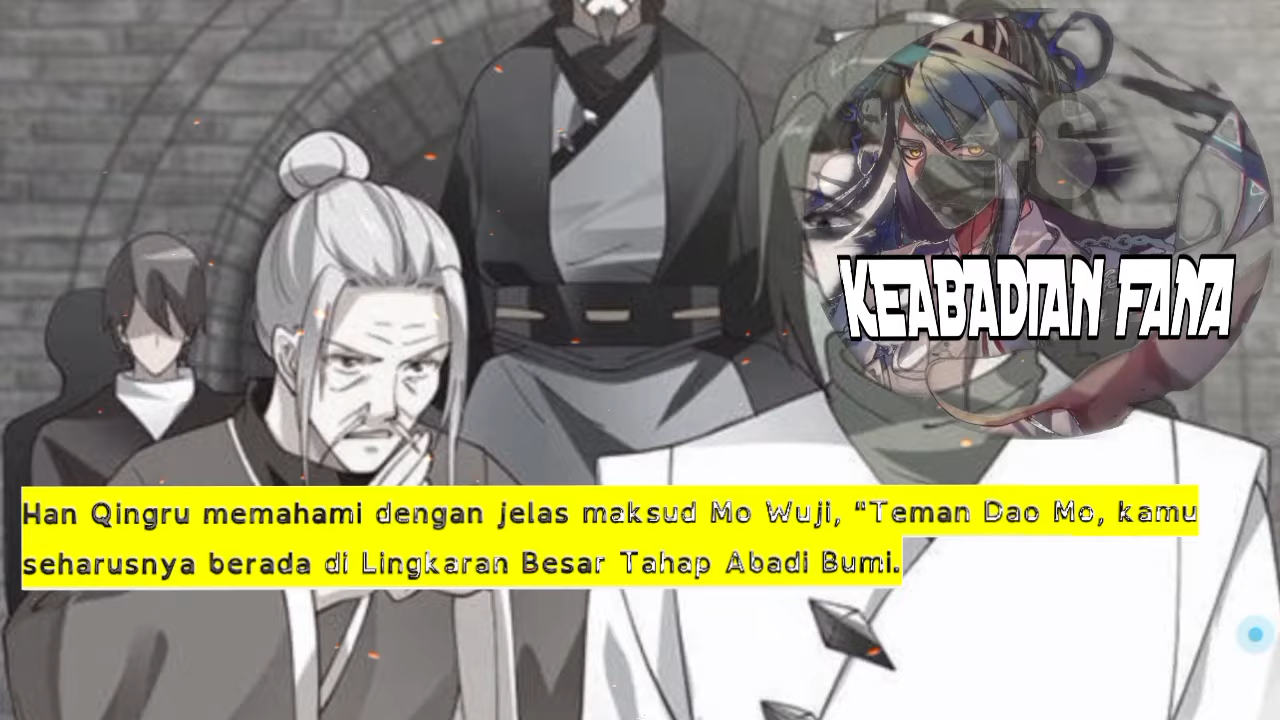 KEABADIAN FANA
Han Qingru memahami dengan jelas maksud Mo Wuji, "Teman Dao Mo, kamu
seharusnya berada di Lingkaran Besar Tahap Abadi Bumi.